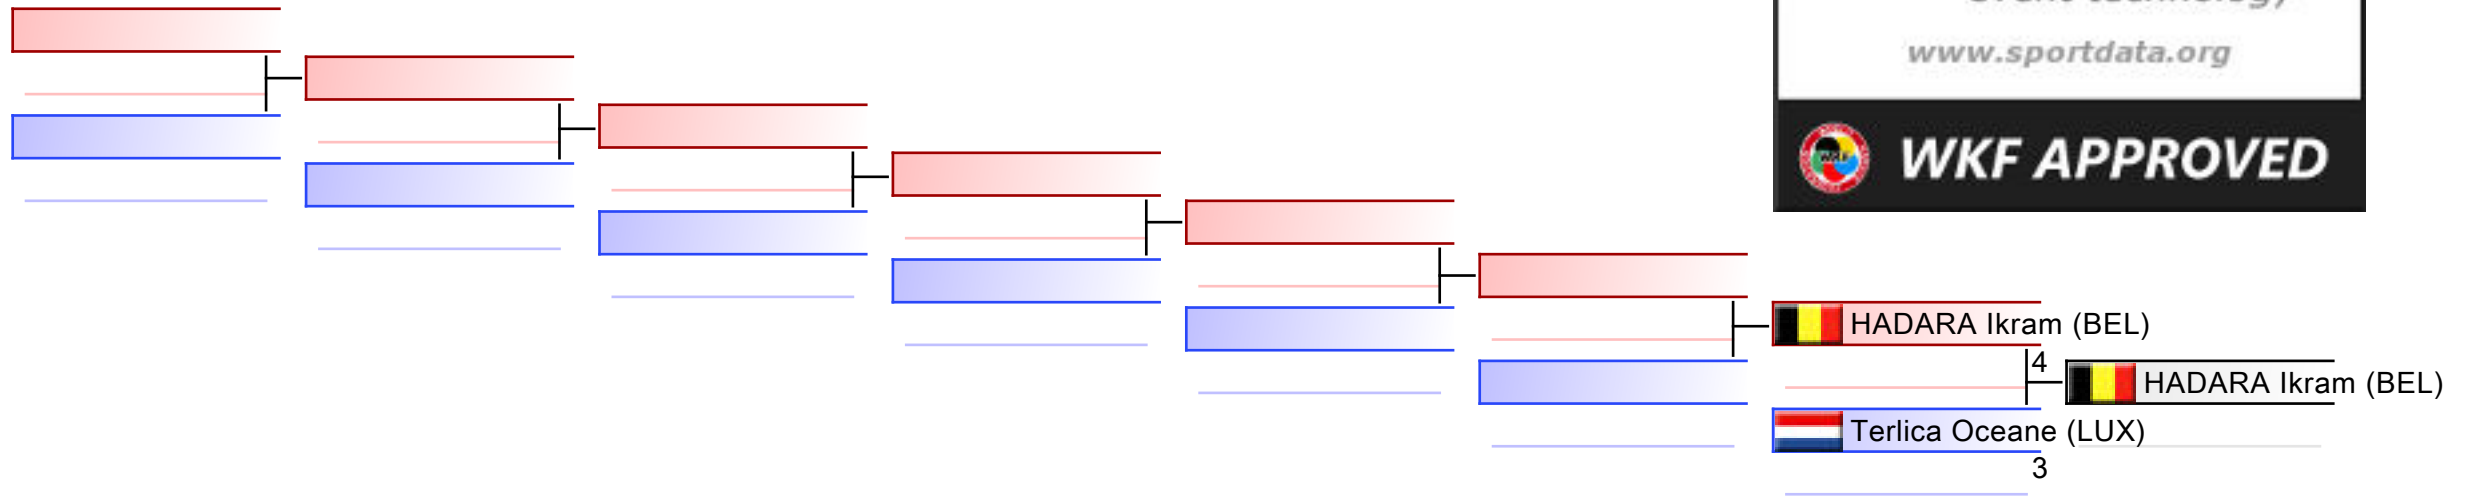 www.sportdata.org
WKF APPROVED
HADARA Ikram (BEL)
4
HADARA Ikram (BEL)
Terlica Oceane (LUX)
3